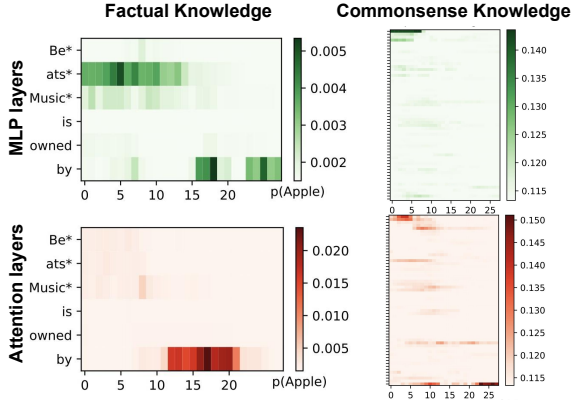 Factual Knowledge
Commonsense Knowledge
MLP layers
Be*
ats*
Music*
is
owned
by
0 5 10 15 20
p(Apple)
0.005
0.004
0.003
0.002
0 5 10 15 20 25
0.140
0.135
0.130
0.125
0.120
0.115
Attention layers
Be*
ats*
Music*
is
owned
by
0 5 10 15 20
p(Apple)
0.020
0.015
0.010
0.005
0 5 10 15 20 25
0.150
0.145
0.140
0.135
0.130
0.125
0.120
0.115